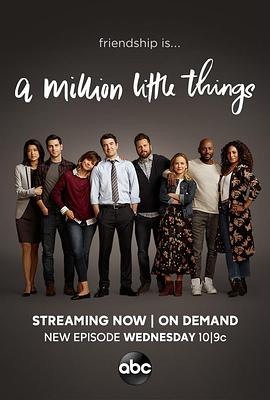 friendship is...
a million little things
STREAMING NOW | ON DEMAND
NEW EPISODE WEDNESDAY 10|9c
abc